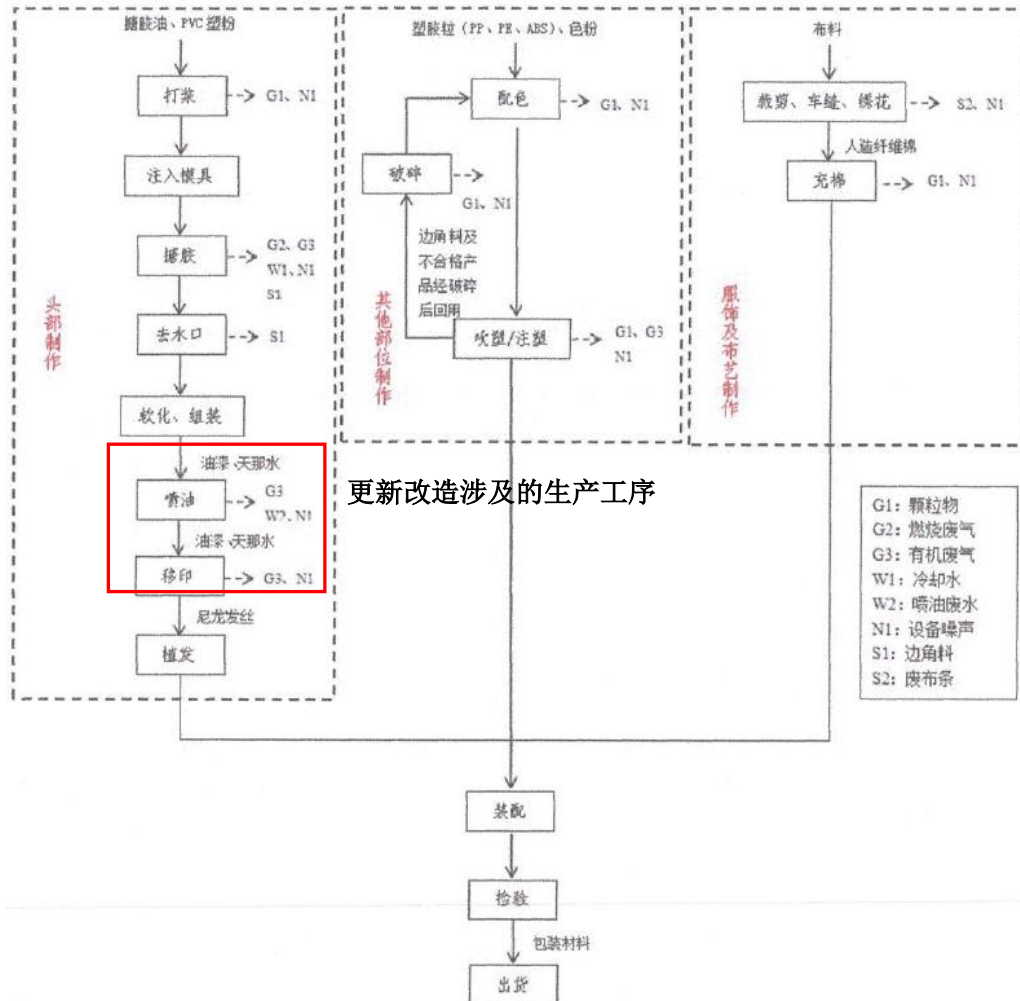 搪胶油、PVC 塑粉
打浆
G1、N1
注入模具
搪胶
G2、G3
W1、N1
S1
去水口
S1
软化、组装
油漆、天那水
喷油
G3
W2、N1
油漆、天那水
移印
G3、N1
尼龙发丝
植发
头部制作
塑胶粒（PP、PE、ABS）、色粉
配色
G1、N1
破碎
G1、N1
边角料及
不合格产
品经破碎
后回用
吹塑/注塑
G1、G3
N1
其他部位制作
布料
裁剪、车缝、绣花
S2、N1
人造纤维棉
充棉
G1、N1
服饰及布艺制作
更新改造涉及的生产工序
G1：颗粒物
G2：燃烧废气
G3：有机废气
W1：冷却水
W2：喷油废水
N1：设备噪声
S1：边角料
S2：废布条
装配
检验
包装材料
出货